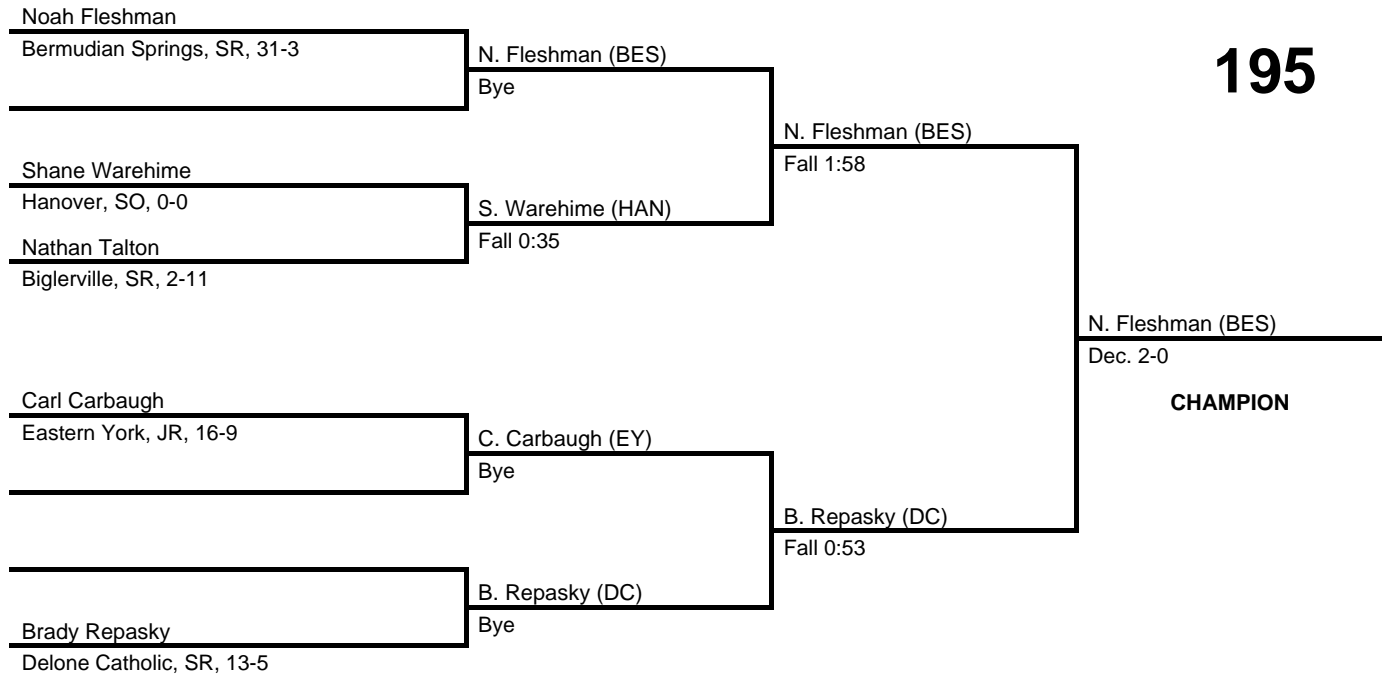 Noah Fleshman
Bermudian Springs, SR, 31-3
N. Fleshman (BES)
Bye
195
N. Fleshman (BES)
Fall 1:58
Shane Warehime
Hanover, SO, 0-0
S. Warehime (HAN)
Fall 0:35
Nathan Talton
Biglerville, SR, 2-11
N. Fleshman (BES)
Dec. 2-0
CHAMPION
Carl Carbaugh
Eastern York, JR, 16-9
C. Carbaugh (EY)
Bye
B. Repasky (DC)
Fall 0:53
B. Repasky (DC)
Bye
Brady Repasky
Delone Catholic, SR, 13-5